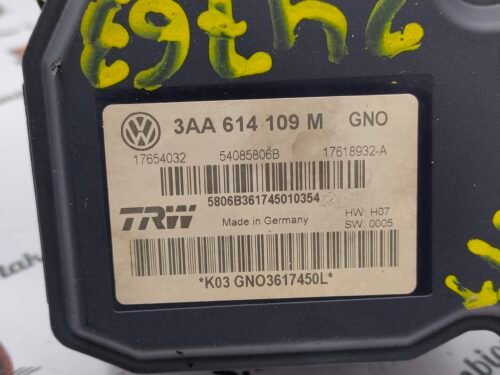 3AA 614 109 M GNO
17654032 54085806B 17618932-A
5806B361745010354
TRW Made in Germany HW: H07
SW: 0005
*K03 GNO3617450L*